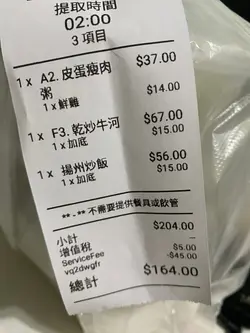 提取時間
02:00
3 項目
1 x A2. 皮蛋瘦肉粥 $37.00
1 x 鮮雞 $14.00
1 x F3. 乾炒牛河 $67.00
1 x 加底 $15.00
1 x 揚州炒飯 $56.00
1 x 加底 $15.00
** - ** 不需要提供餐具或飲管
小計 $204.00
增值稅
ServiceFee $5.00
vq2dwgfr -$45.00
總計 $164.00